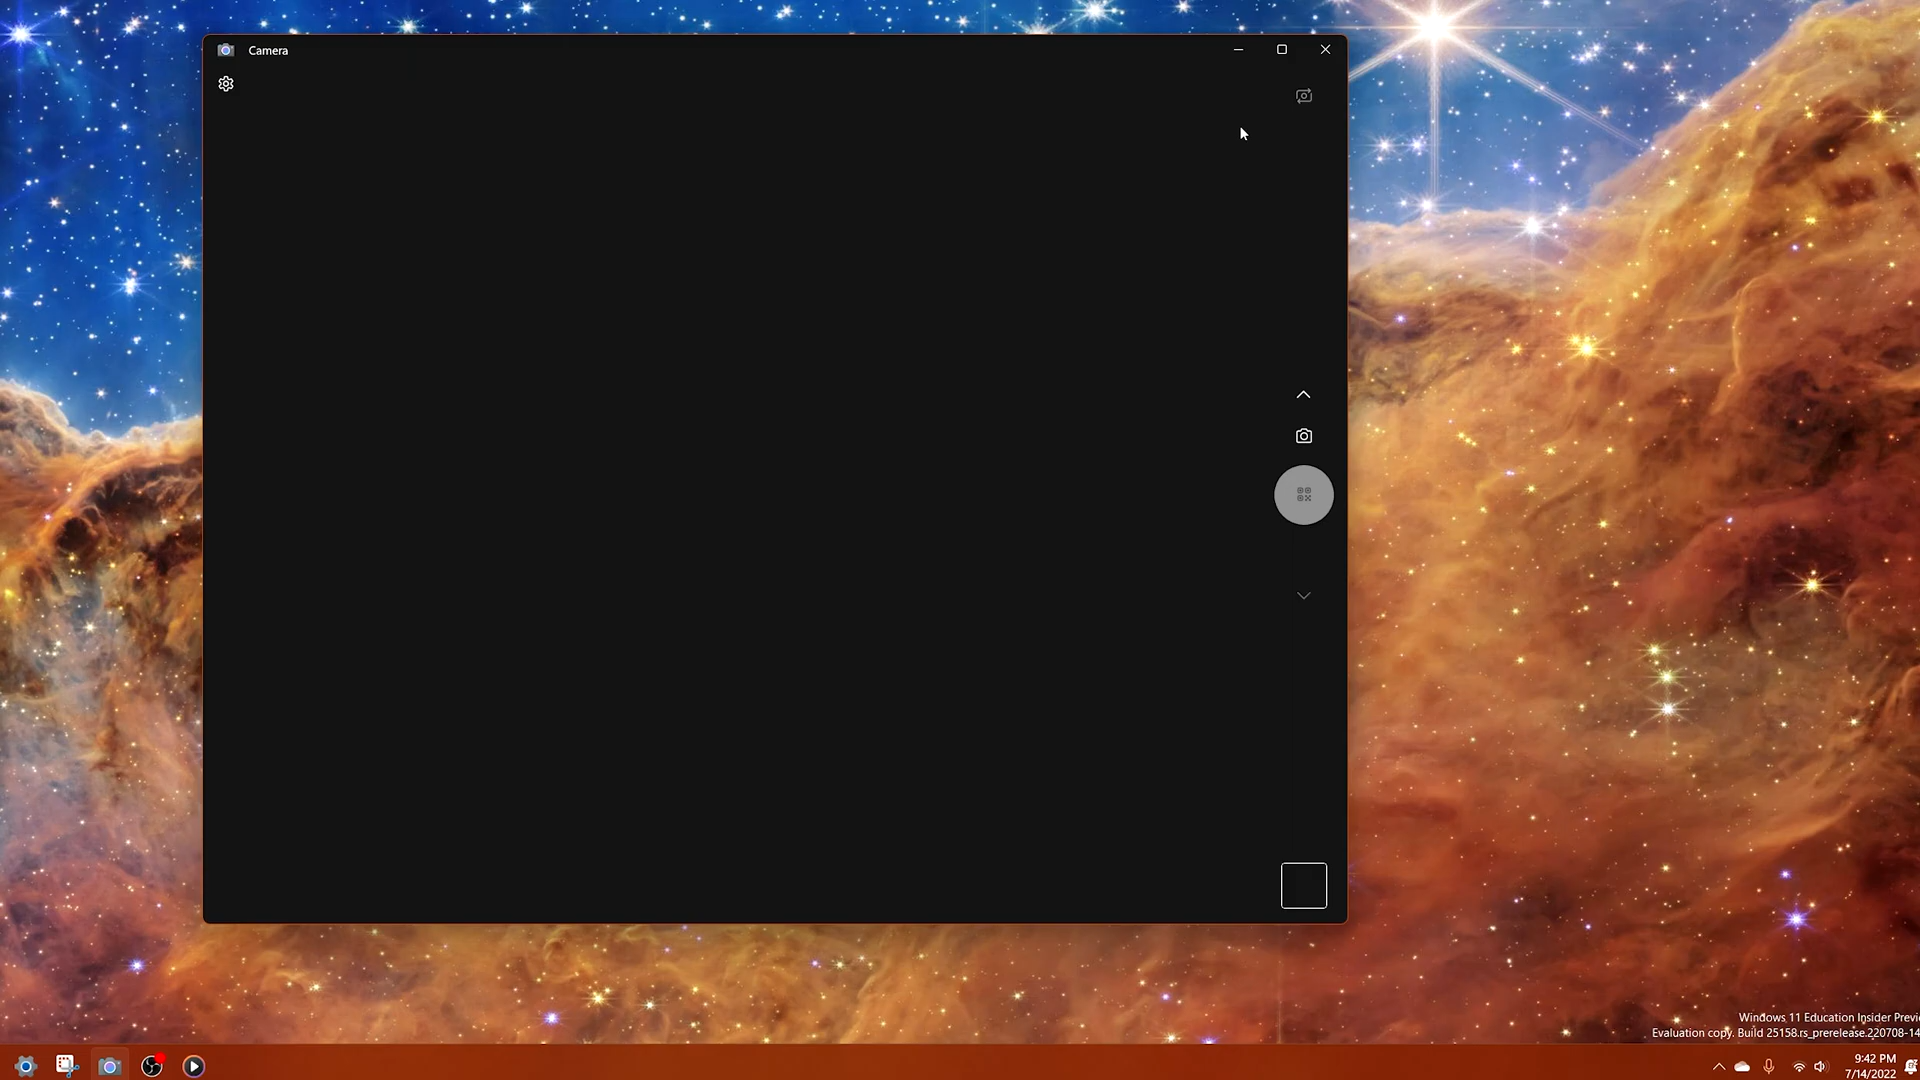 Camera
Windows 11 Education Insider Previ
Evaluation copy. Build 25158.rs_prerelease.220708-14
9:42 PM
7/14/2022